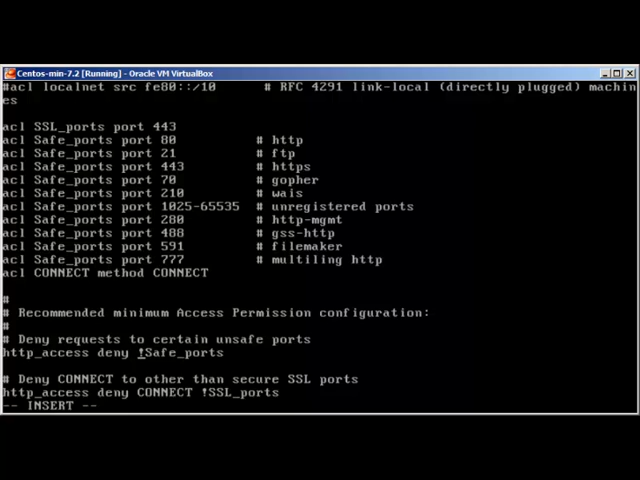 Centos-min-7.2 [Running] - Oracle VM VirtualBox
#acl localnet src fe80::/10 # RFC 4291 link-local (directly plugged) machin
es
acl SSL_ports port 443
acl Safe_ports port 80 # http
acl Safe_ports port 21 # ftp
acl Safe_ports port 443 # https
acl Safe_ports port 70 # gopher
acl Safe_ports port 210 # wais
acl Safe_ports port 1025-65535 # unregistered ports
acl Safe_ports port 280 # http-mgmt
acl Safe_ports port 488 # gss-http
acl Safe_ports port 591 # filemaker
acl Safe_ports port 777 # multiling http
acl CONNECT method CONNECT
#
# Recommended minimum Access Permission configuration:
#
# Deny requests to certain unsafe ports
http_access deny !Safe_ports
# Deny CONNECT to other than secure SSL ports
http_access deny CONNECT !SSL_ports
-- INSERT --